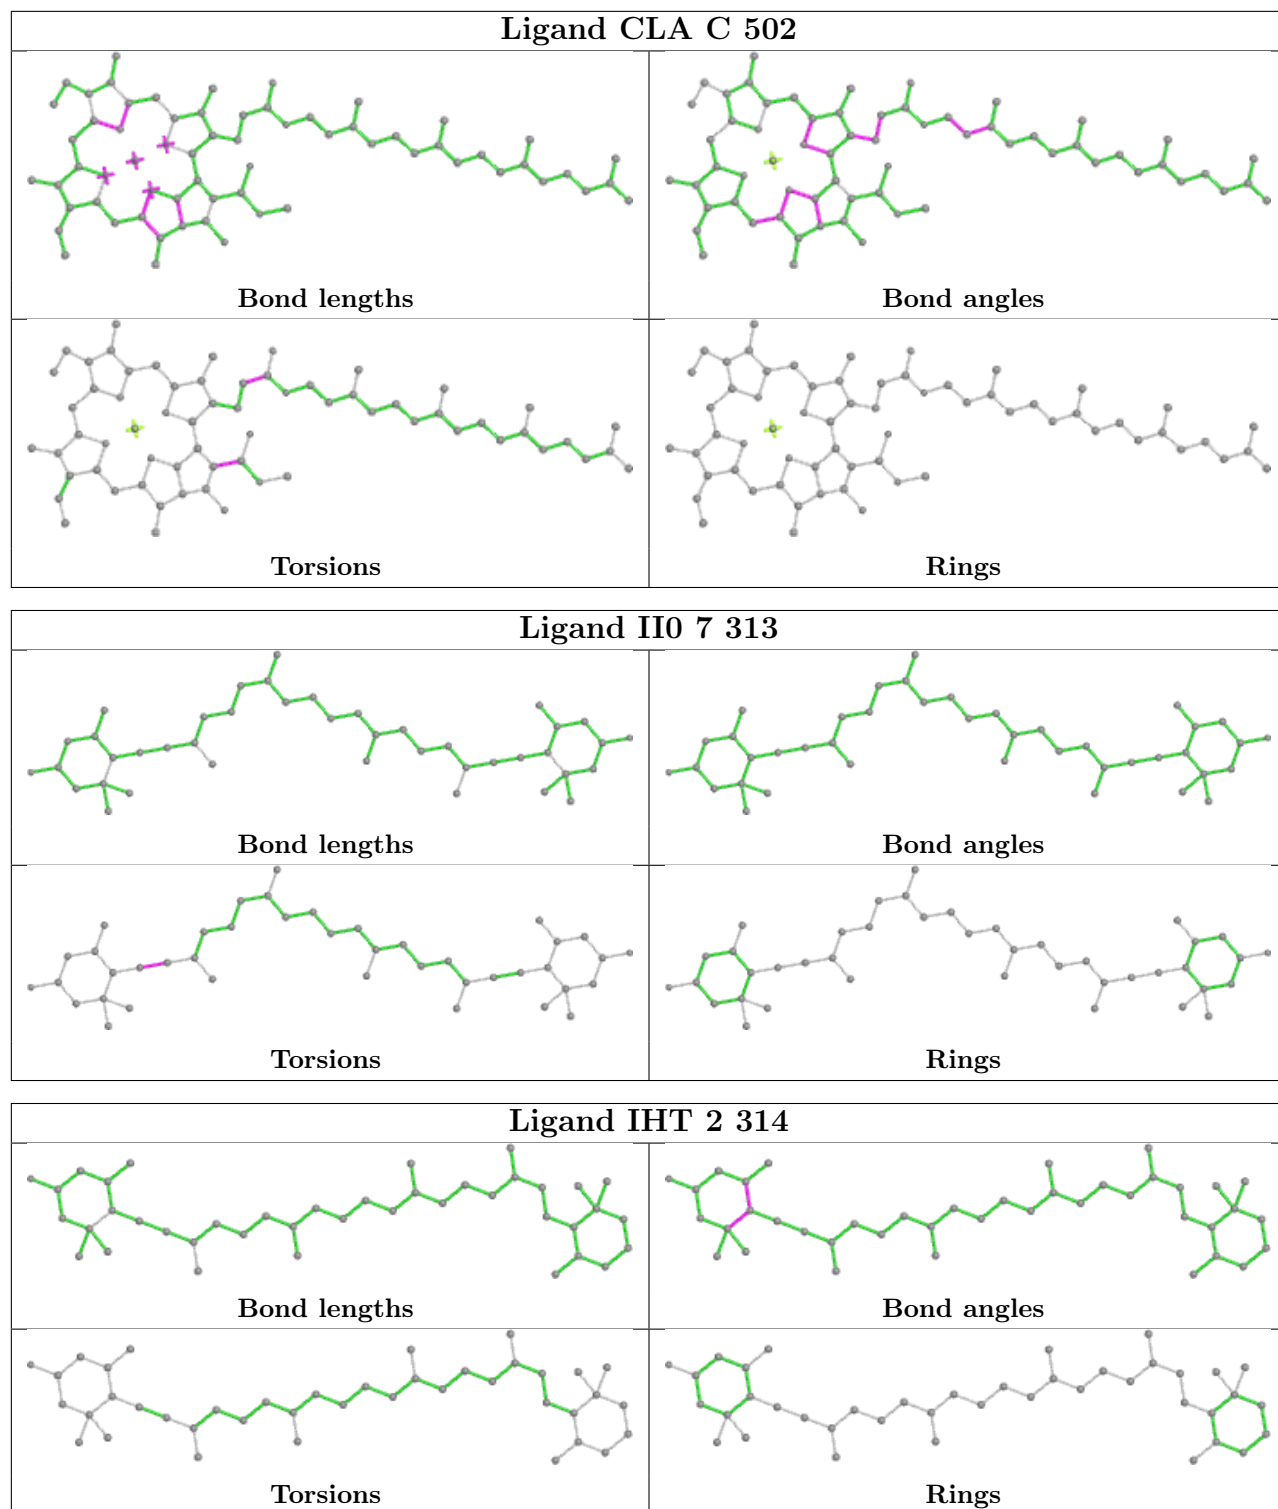 Ligand CLA C 502
Bond lengths
Bond angles
Torsions
Rings
Ligand II0 7 313
Bond lengths
Bond angles
Torsions
Rings
Ligand IHT 2 314
Bond lengths
Bond angles
Torsions
Rings